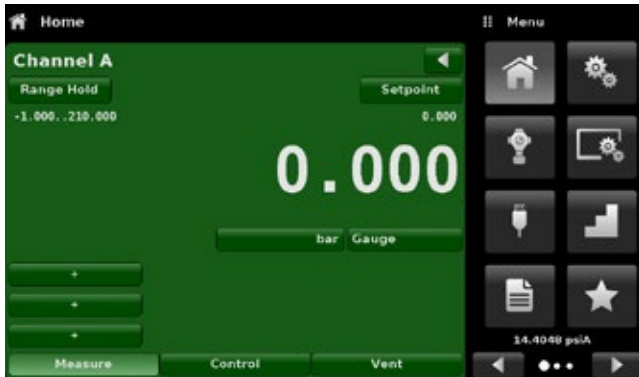 Home
Menu
Channel A
Range Hold
Setpoint
-1.000..210.000
0.000
0.000
bar
Gauge
+
+
+
14.4048 psiA
Measure
Control
Vent